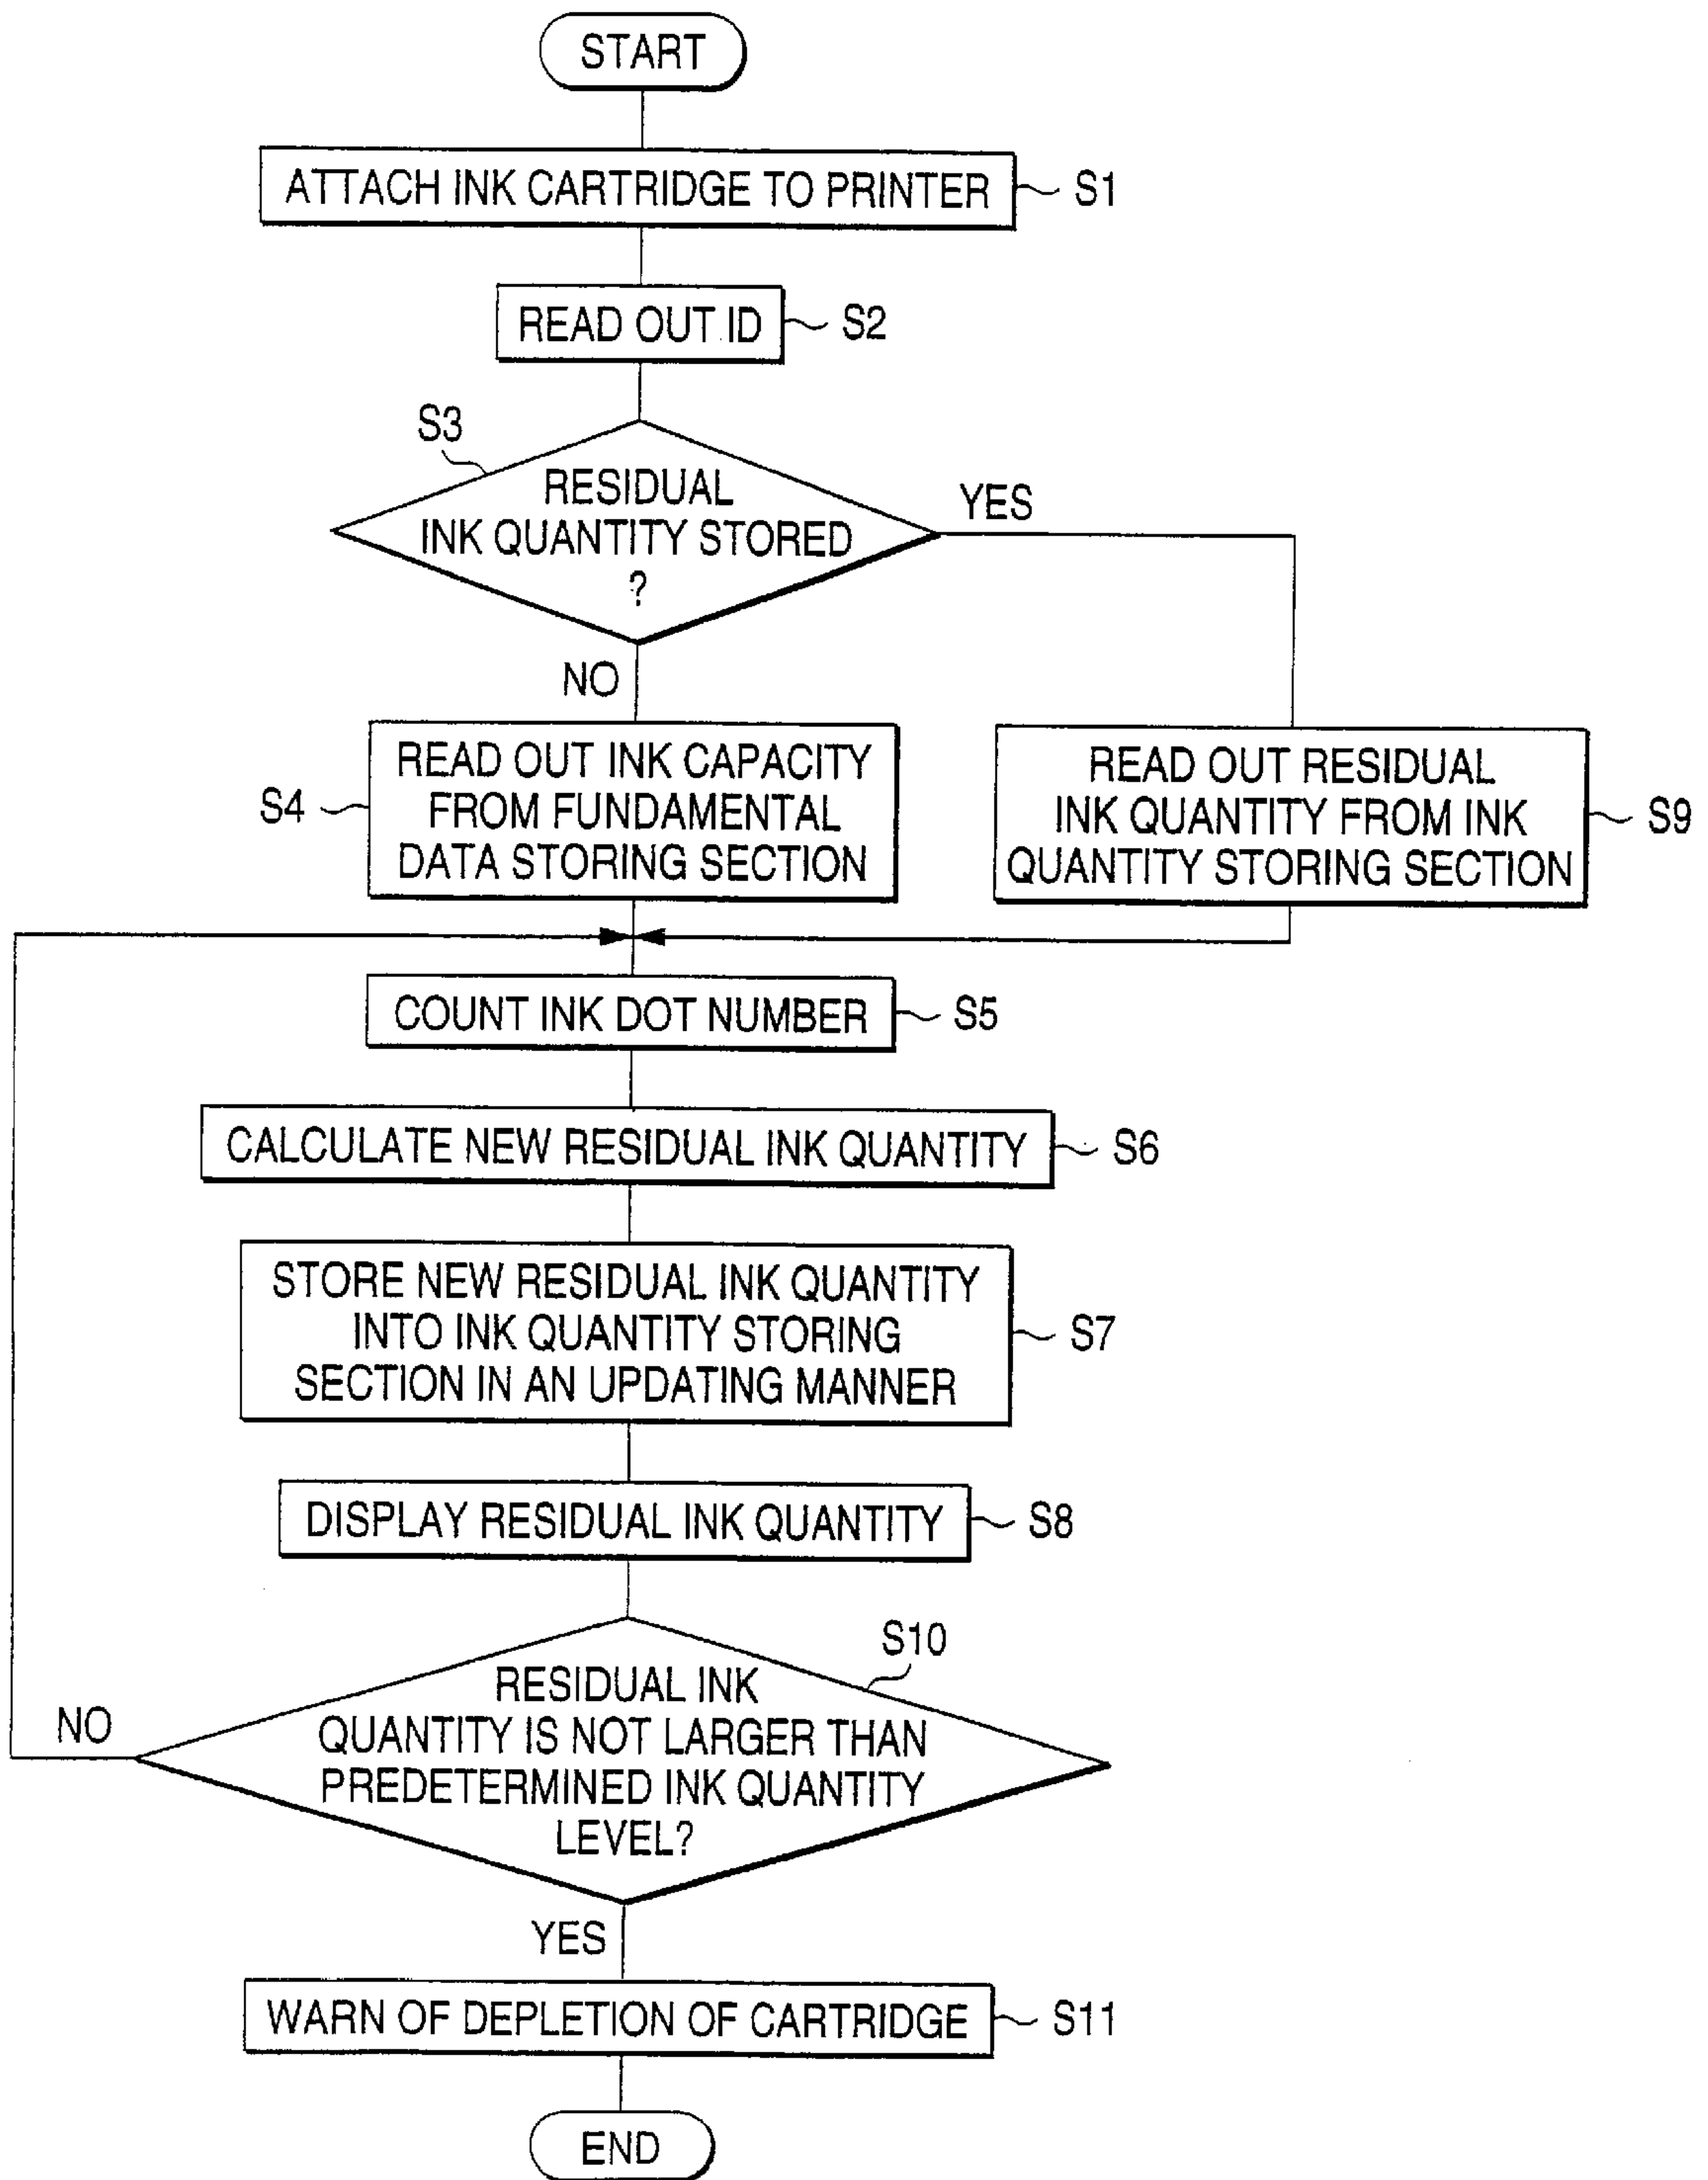 START
ATTACH INK CARTRIDGE TO PRINTER
S1
READ OUT ID
S2
S3
RESIDUAL
INK QUANTITY STORED
?
YES
NO
S4
READ OUT INK CAPACITY
FROM FUNDAMENTAL
DATA STORING SECTION
READ OUT RESIDUAL
INK QUANTITY FROM INK
QUANTITY STORING SECTION
S9
COUNT INK DOT NUMBER
S5
CALCULATE NEW RESIDUAL INK QUANTITY
S6
STORE NEW RESIDUAL INK QUANTITY
INTO INK QUANTITY STORING
SECTION IN AN UPDATING MANNER
S7
DISPLAY RESIDUAL INK QUANTITY
S8
S10
RESIDUAL INK
QUANTITY IS NOT LARGER THAN
PREDETERMINED INK QUANTITY
LEVEL?
NO
YES
WARN OF DEPLETION OF CARTRIDGE
S11
END